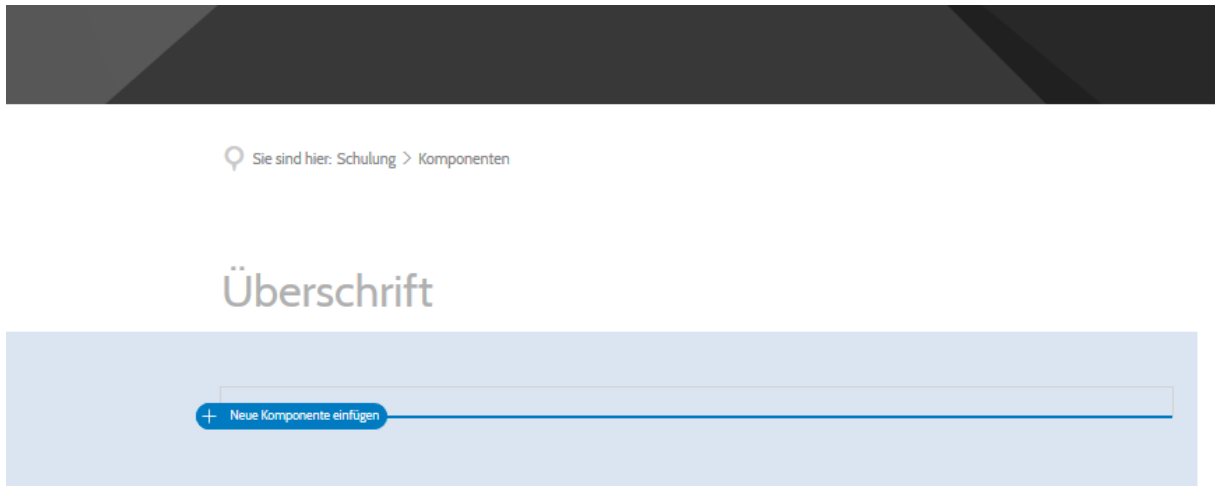 Sie sind hier: Schulung > Komponenten
Überschrift
+ Neue Komponente einfügen